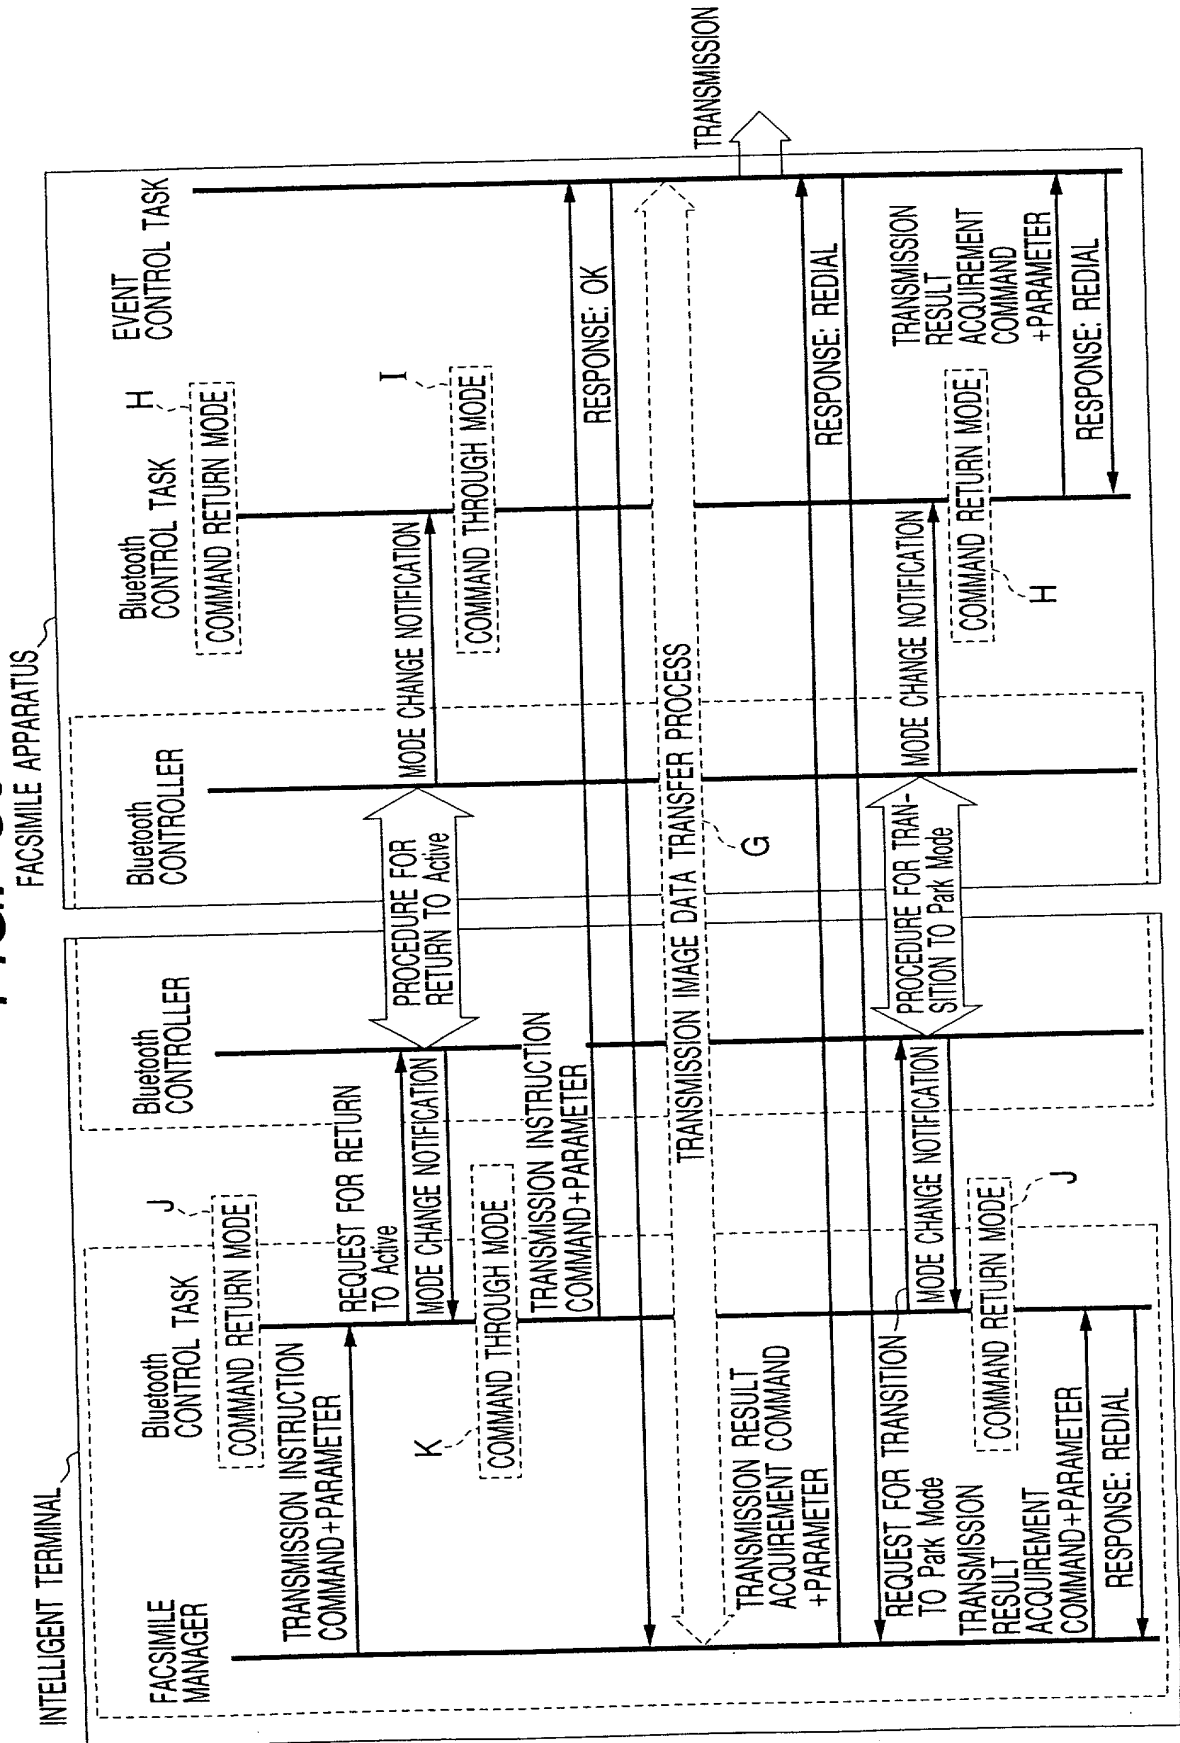 INTELLIGENT TERMINAL
FACSIMILE APPARATUS
FACSIMILE
MANAGER
Bluetooth
CONTROL TASK
Bluetooth
CONTROLLER
Bluetooth
CONTROLLER
Bluetooth
CONTROL TASK
EVENT
CONTROL TASK
J
COMMAND RETURN MODE
H
COMMAND RETURN MODE
TRANSMISSION INSTRUCTION
COMMAND+PARAMETER
REQUEST FOR RETURN
TO Active
PROCEDURE FOR
RETURN TO Active
MODE CHANGE NOTIFICATION
MODE CHANGE NOTIFICATION
K
COMMAND THROUGH MODE
I
COMMAND THROUGH MODE
TRANSMISSION INSTRUCTION
COMMAND+PARAMETER
RESPONSE: OK
TRANSMISSION IMAGE DATA TRANSFER PROCESS
G
TRANSMISSION
TRANSMISSION RESULT
ACQUIREMENT COMMAND
+PARAMETER
RESPONSE: REDIAL
REQUEST FOR TRANSITION
TO Park Mode
PROCEDURE FOR TRAN-
SITION TO Park Mode
MODE CHANGE NOTIFICATION
MODE CHANGE NOTIFICATION
COMMAND RETURN MODE
J
COMMAND RETURN MODE
H
TRANSMISSION
RESULT
ACQUIREMENT
COMMAND+PARAMETER
RESPONSE: REDIAL
TRANSMISSION
RESULT
ACQUIREMENT
COMMAND
+PARAMETER
RESPONSE: REDIAL